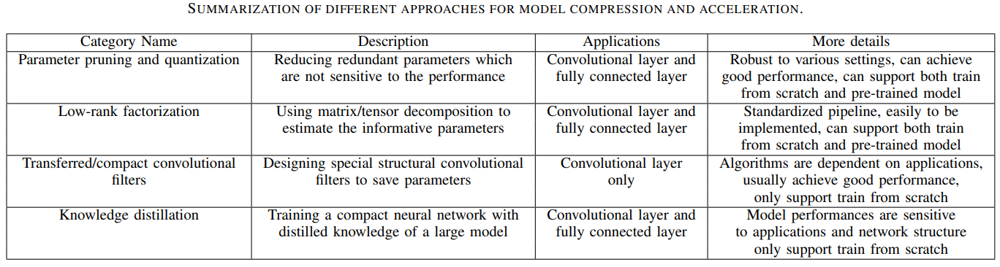 SUMMARIZATION OF DIFFERENT APPROACHES FOR MODEL COMPRESSION AND ACCELERATION.
Category Name
Description
Applications
More details
Parameter pruning and quantization
Reducing redundant parameters which
are not sensitive to the performance
Convolutional layer and
fully connected layer
Robust to various settings, can achieve
good performance, can support both train
from scratch and pre-trained model
Low-rank factorization
Using matrix/tensor decomposition to
estimate the informative parameters
Convolutional layer and
fully connected layer
Standardized pipeline, easily to be
implemented, can support both train
from scratch and pre-trained model
Transferred/compact convolutional
filters
Designing special structural convolutional
filters to save parameters
Convolutional layer
only
Algorithms are dependent on applications,
usually achieve good performance,
only support train from scratch
Knowledge distillation
Training a compact neural network with
distilled knowledge of a large model
Convolutional layer and
fully connected layer
Model performances are sensitive
to applications and network structure
only support train from scratch